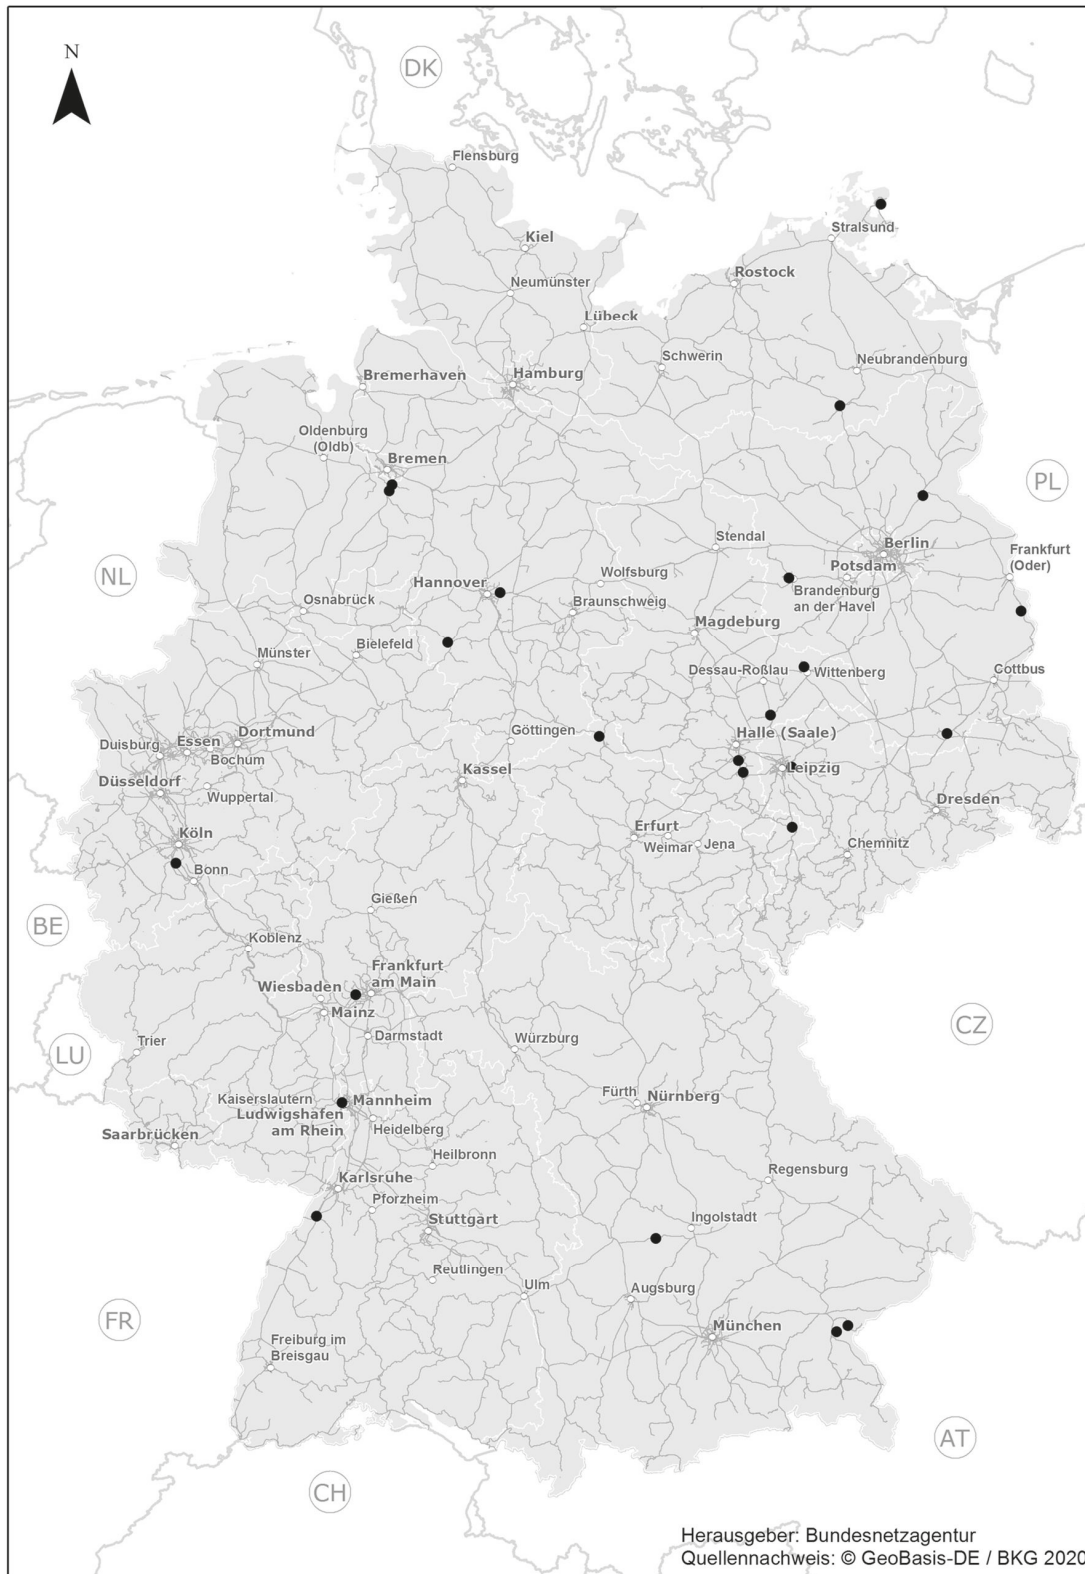 N
DK
Flensburg
Stralsund
Kiel
Rostock
Neumünster
Lübeck
Schwerin
Neubrandenburg
Bremerhaven
Hamburg
Oldenburg
(Oldb)
Bremen
PL
Stendal
Berlin
Frankfurt
(Oder)
NL
Hannover
Wolfsburg
Potsdam
Brandenburg
an der Havel
Osnabrück
Braunschweig
Magdeburg
Bielefeld
Münster
Dessau-Roßlau
Wittenberg
Cottbus
Göttingen
Halle (Saale)
Dortmund
Duisburg
Essen
Bochum
Kassel
Leipzig
Düsseldorf
Wuppertal
Dresden
Köln
Erfurt
Weimar
Jena
Chemnitz
Bonn
Gießen
BE
Koblenz
Frankfurt
am Main
Wiesbaden
Mainz
CZ
Darmstadt
Würzburg
Trier
LU
Kaiserslautern
Mannheim
Fürth
Nürnberg
Ludwigshafen
am Rhein
Heidelberg
Saarbrücken
Heilbronn
Regensburg
Karlsruhe
Pforzheim
Stuttgart
Ingolstadt
Reutlingen
Ulm
Augsburg
FR
München
Freiburg im
Breisgau
AT
CH
Herausgeber: Bundesnetzagentur
Quellennachweis: © GeoBasis-DE / BKG 2020